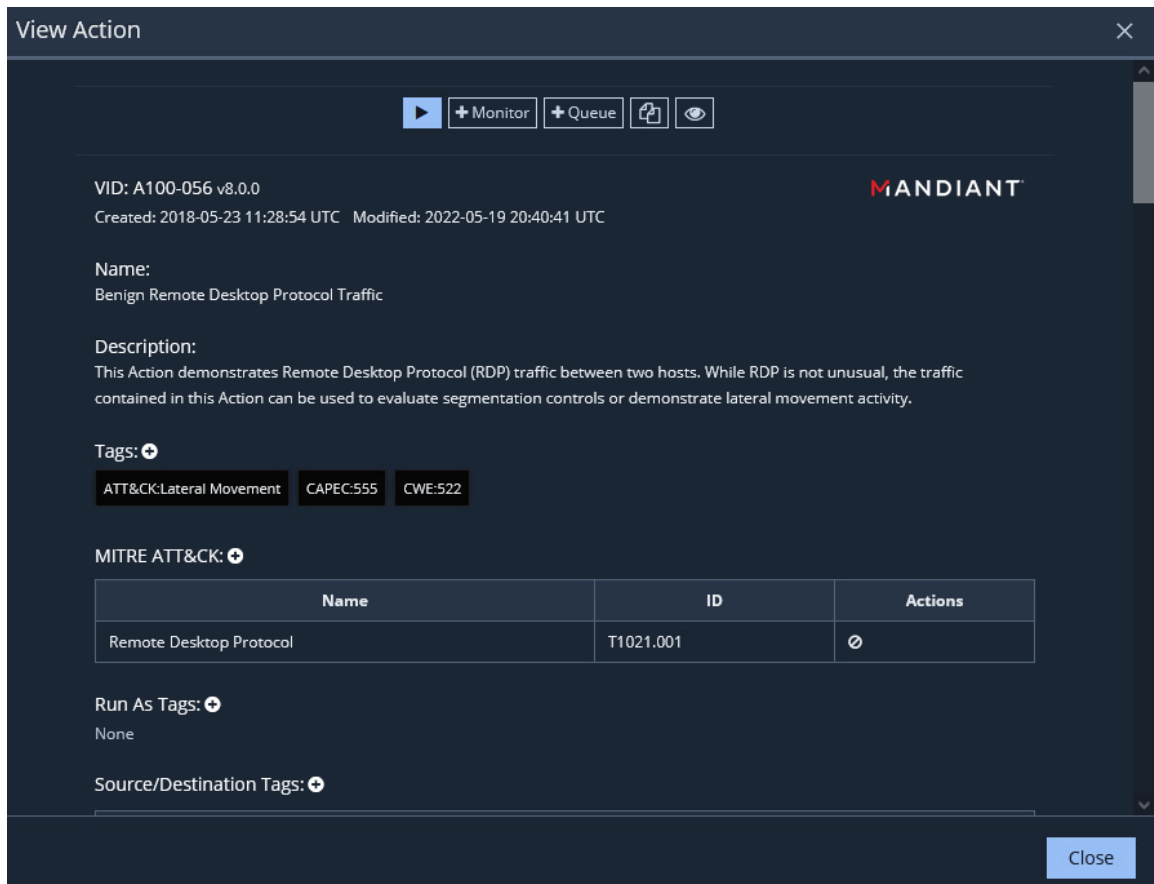 View Action
Monitor
Queue
VID: A100-056 v8.0.0
MANDIANT
Created: 2018-05-23 11:28:54 UTC Modified: 2022-05-19 20:40:41 UTC
Name:
Benign Remote Desktop Protocol Traffic
Description:
This Action demonstrates Remote Desktop Protocol (RDP) traffic between two hosts. While RDP is not unusual, the traffic
contained in this Action can be used to evaluate segmentation controls or demonstrate lateral movement activity.
Tags:
ATT&CK:Lateral Movement CAPEC:555 CWE:522
MITRE ATT&CK:
Name ID Actions
Remote Desktop Protocol T1021.001
Run As Tags:
None
Source/Destination Tags:
Close